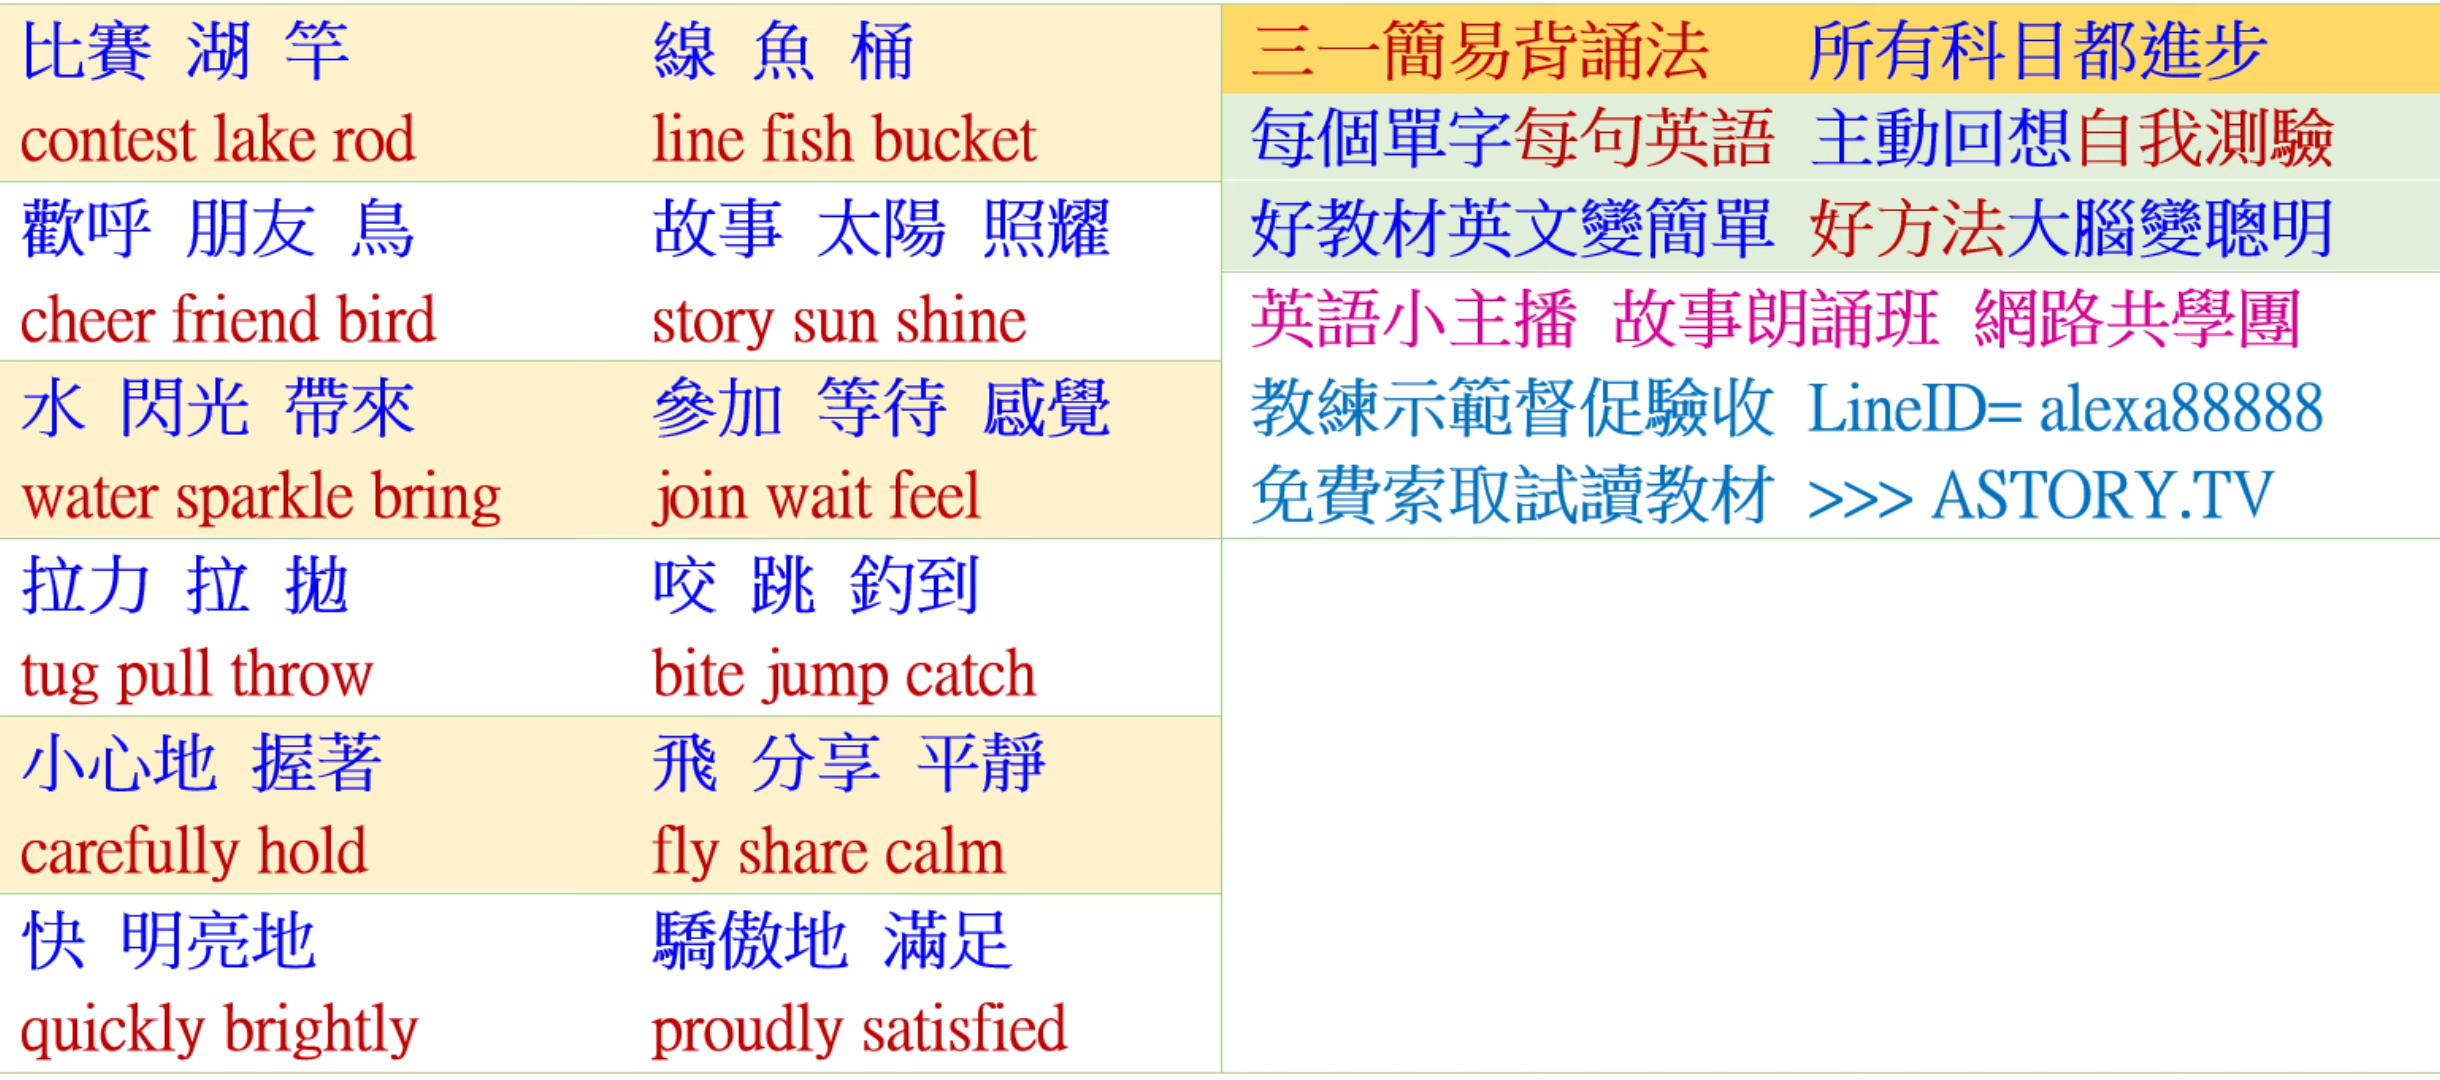 比賽 湖 竿
contest lake rod
線 魚 桶
line fish bucket
歡呼 朋友 鳥
cheer friend bird
故事 太陽 照耀
story sun shine
水 閃光 帶來
water sparkle bring
參加 等待 感覺
join wait feel
拉力 拉 拋
tug pull throw
咬 跳 釣到
bite jump catch
小心地 握著
carefully hold
飛 分享 平靜
fly share calm
快 明亮地
quickly brightly
驕傲地 滿足
proudly satisfied
三一簡易背誦法 所有科目都進步
每個單字每句英語 主動回想自我測驗
好教材英文變簡單 好方法大腦變聰明
英語小主播 故事朗誦班 網路共學團
教練示範督促驗收 LineID= alexa88888
免費索取試讀教材 >>> ASTORY.TV